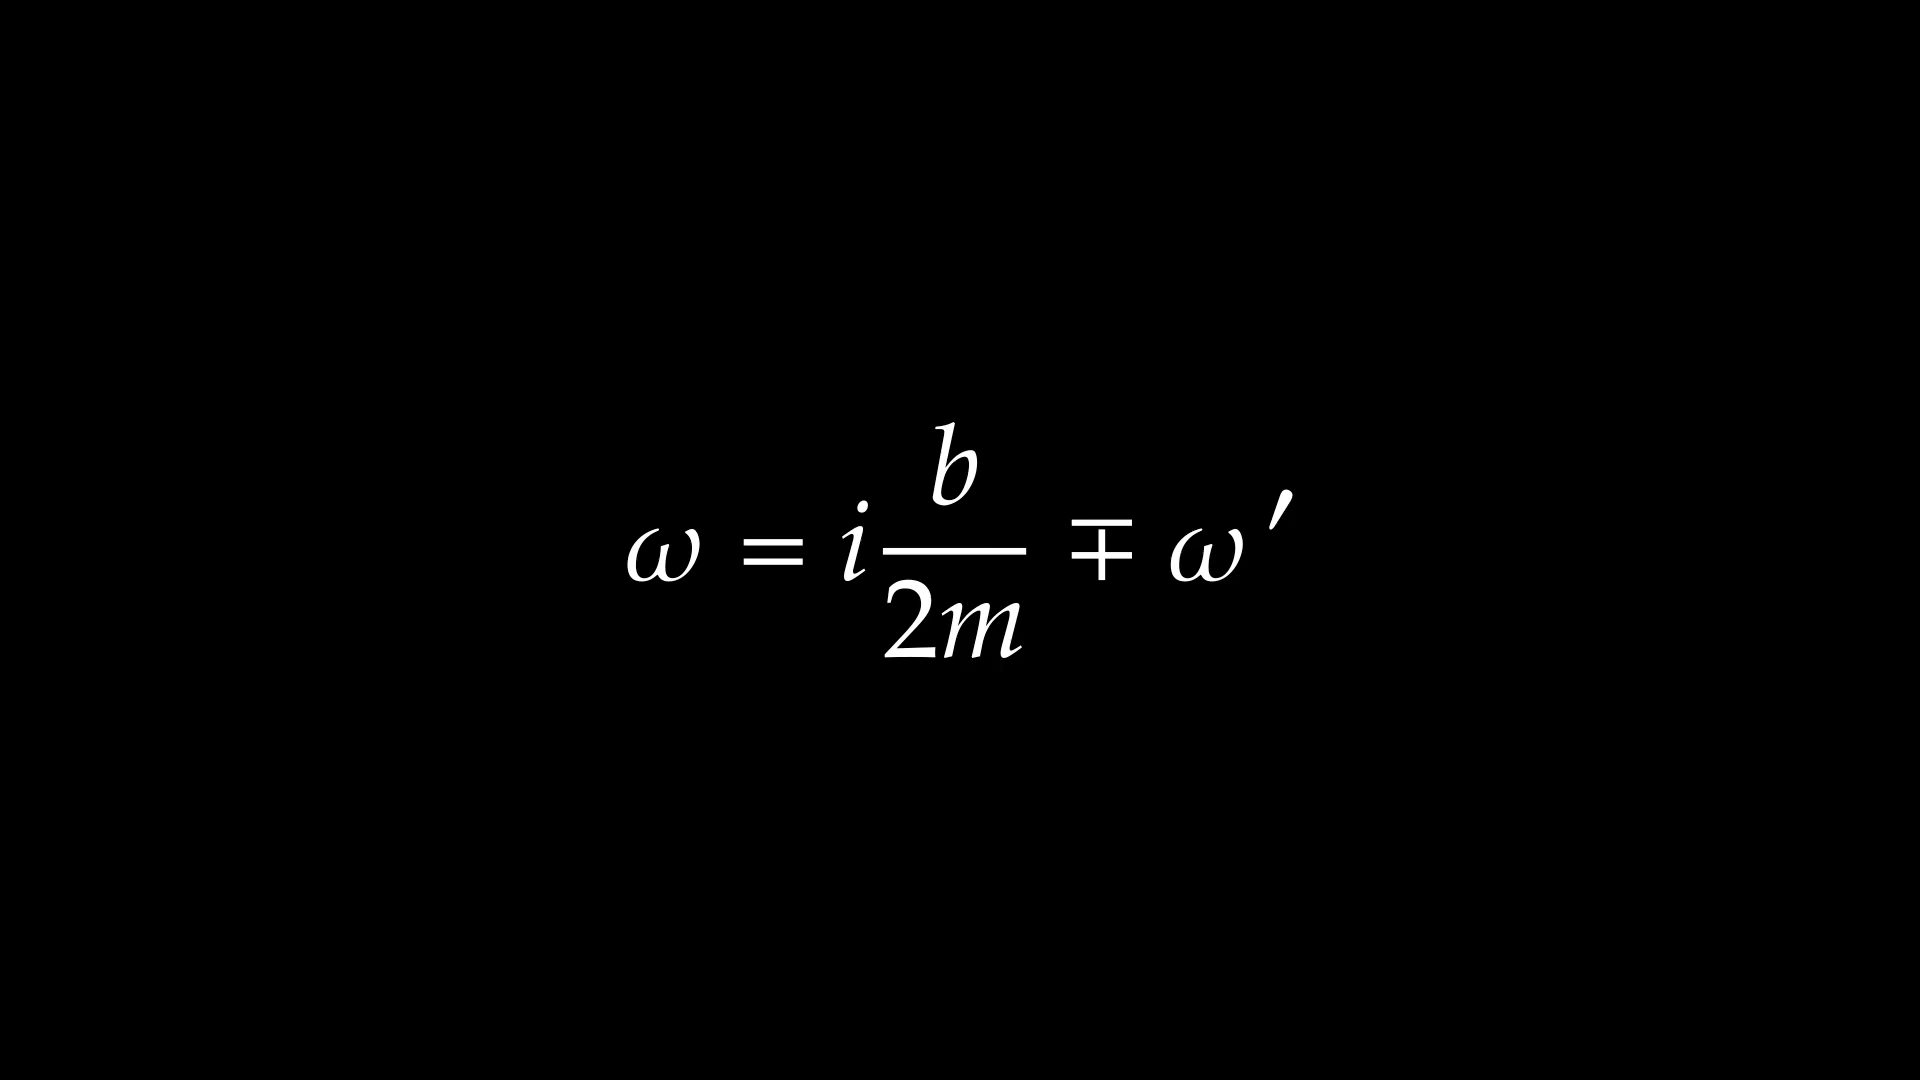 ω = i b/2m ∓ ω′